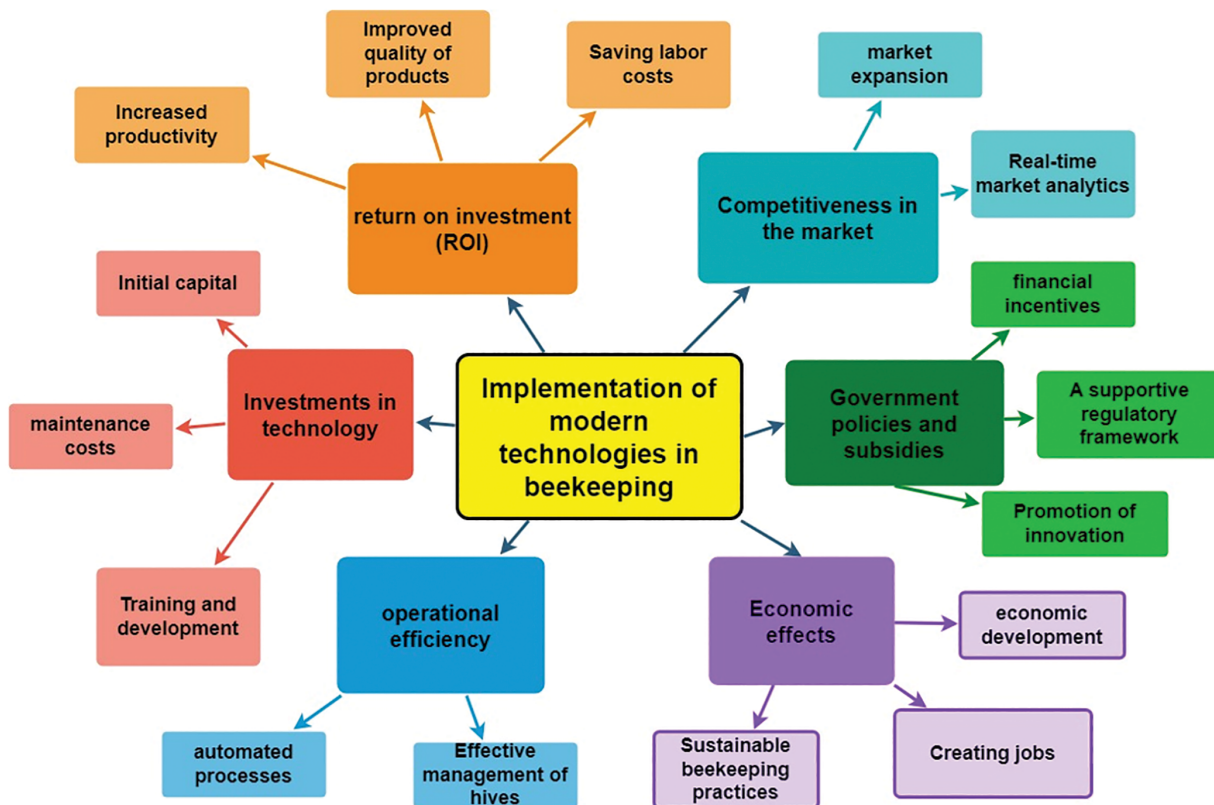 Improved
quality of
products
Saving labor
costs
Increased
productivity
return on investment
(ROI)
market
expansion
Real-time
market analytics
Competitiveness in
the market
Initial capital
maintenance
costs
Training and
development
Investments in
technology
Implementation of
modern
technologies in
beekeeping
financial
incentives
A supportive
regulatory
framework
Promotion of
innovation
Government
policies and
subsidies
operational
efficiency
automated
processes
Effective
management of
hives
Economic
effects
economic
development
Creating jobs
Sustainable
beekeeping
practices